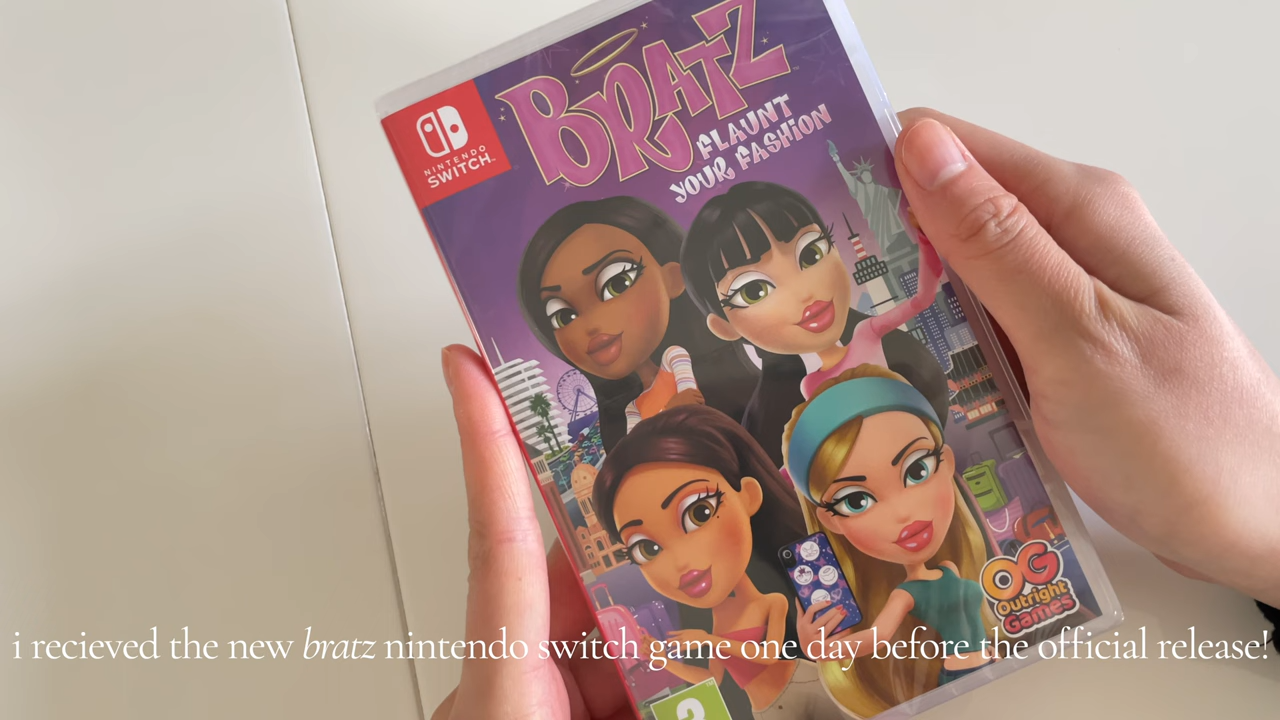 BRATZ
NINTENDO
SWITCH
FLAUNT
YOUR FASHION
OG
Outright
Games
i recieved the new bratz nintendo switch game one day before the official release!
3